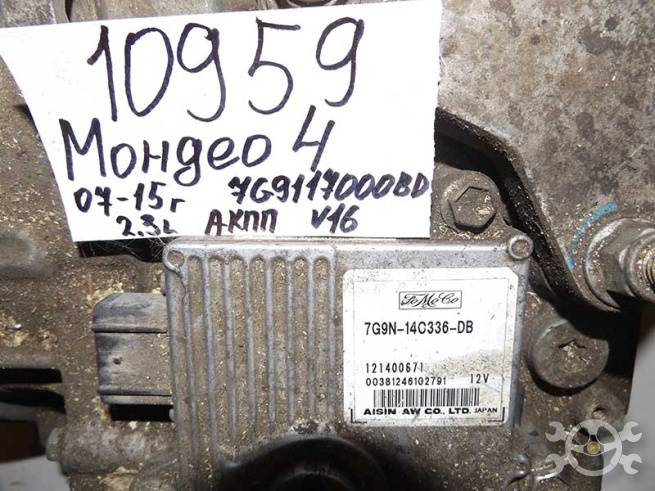 10959
Мондео 4
07-15г 7G9117000BD
2.3L АКПП V16
FoMoCo
7G9N-14C336-DB
121400671
00381246102791 12V
AISIN AW CO., LTD. JAPAN